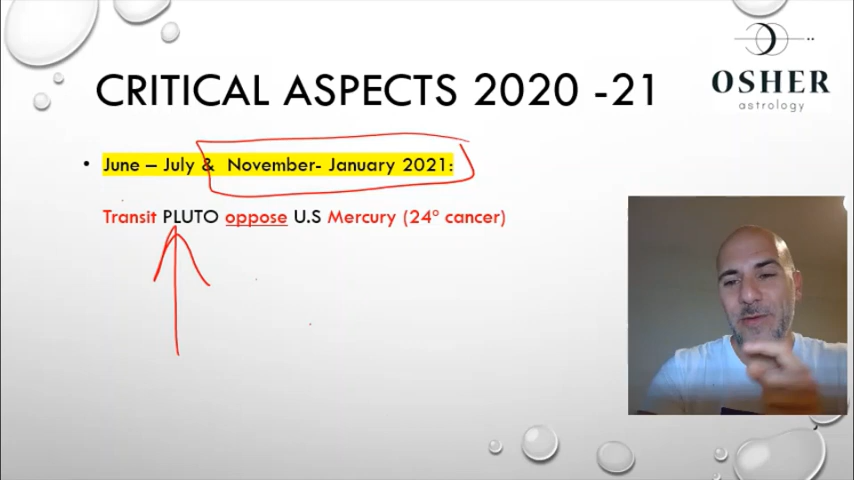 CRITICAL ASPECTS 2020 -21
OSHER
astrology
• June – July & November- January 2021:
Transit PLUTO oppose U.S Mercury (24° cancer)